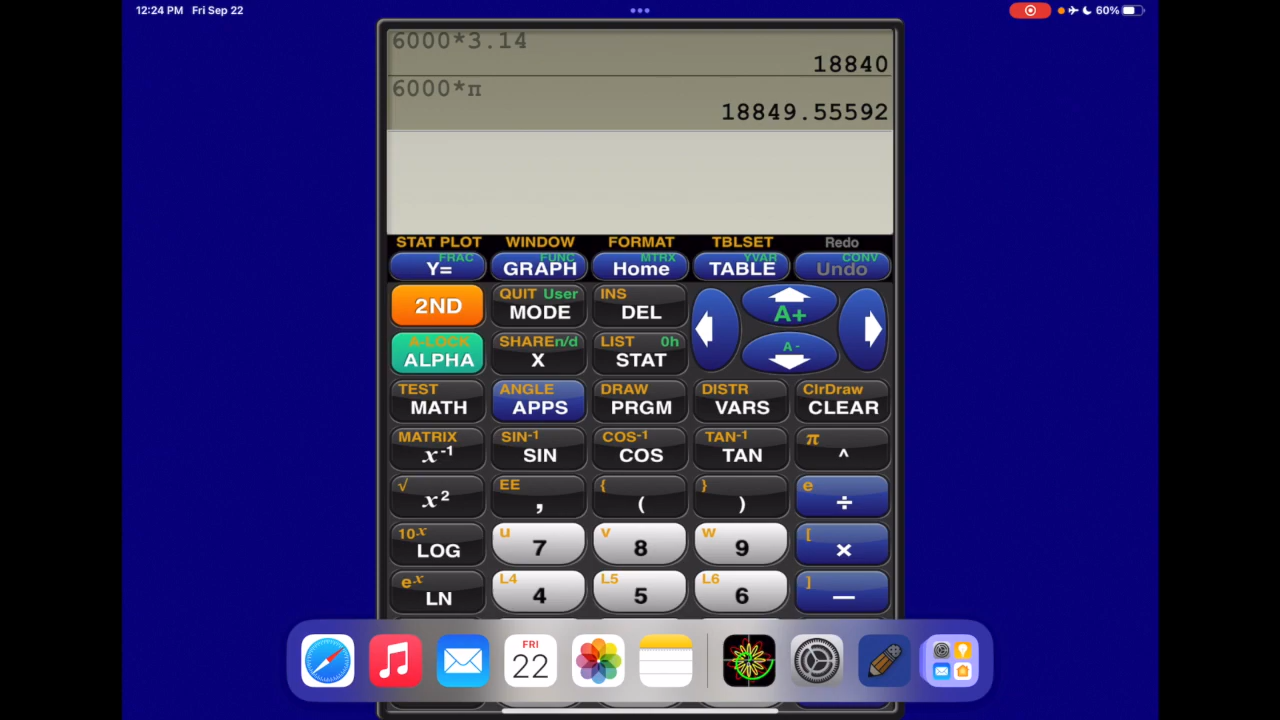 12:24 PM Fri Sep 22
60%
6000*3.14
18840
6000*π
18849.55592
STAT PLOT WINDOW FORMAT TBLSET Redo
FRAC FUNC MTRX YVAR CONV
Y= GRAPH Home TABLE Undo
QUIT User INS
2ND MODE DEL A+
A-LOCK SHARE n/d LIST 0h A-
ALPHA X STAT
TEST ANGLE DRAW DISTR ClrDraw
MATH APPS PRGM VARS CLEAR
MATRIX SIN-1 COS-1 TAN-1 π
x-1 SIN COS TAN ^
√ EE { } e
x2 , ( ) ÷
10x u v w [
LOG 7 8 9 ×
ex L4 L5 L6 ]
LN 4 5 6 —
FRI
22